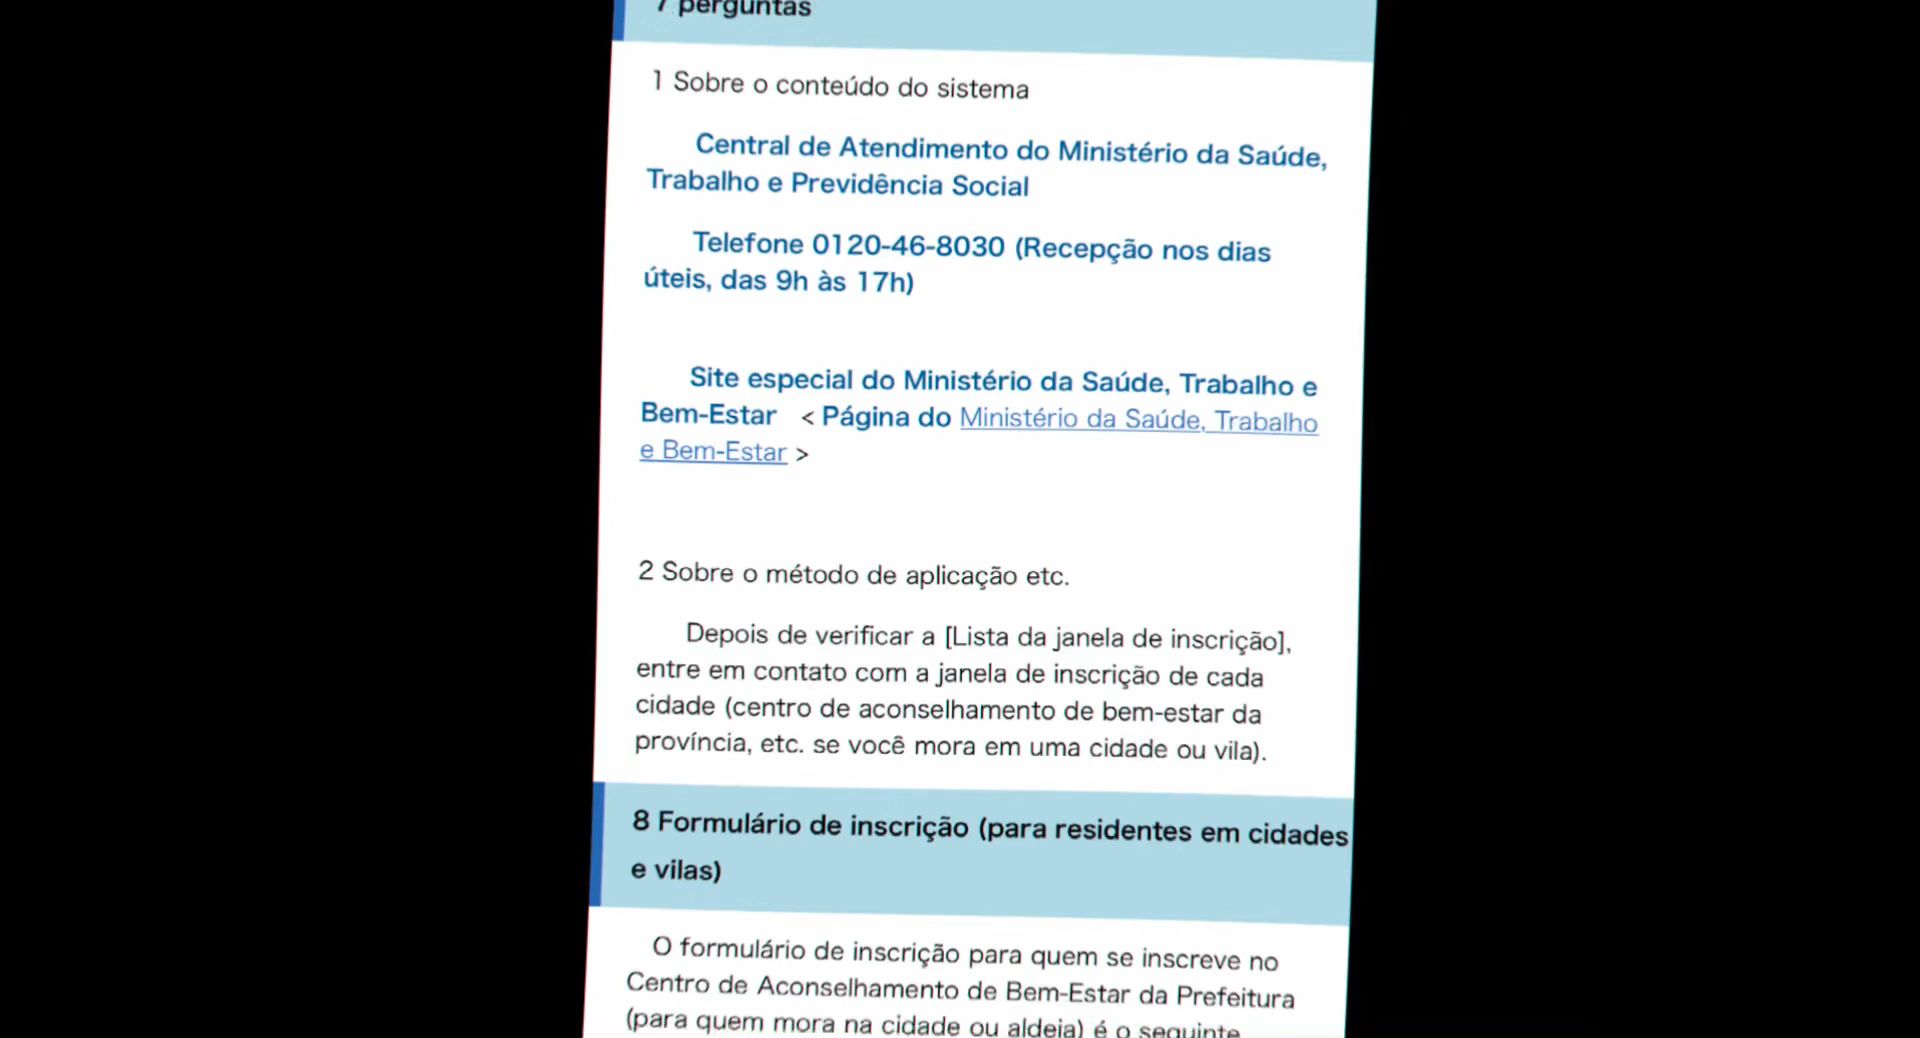 7 perguntas
1 Sobre o conteúdo do sistema
Central de Atendimento do Ministério da Saúde,
Trabalho e Previdência Social
Telefone 0120-46-8030 (Recepção nos dias
úteis, das 9h às 17h)
Site especial do Ministério da Saúde, Trabalho e
Bem-Estar < Página do Ministério da Saúde, Trabalho
e Bem-Estar >
2 Sobre o método de aplicação etc.
Depois de verificar a [Lista da janela de inscrição],
entre em contato com a janela de inscrição de cada
cidade (centro de aconselhamento de bem-estar da
província, etc. se você mora em uma cidade ou vila).
8 Formulário de inscrição (para residentes em cidades
e vilas)
O formulário de inscrição para quem se inscreve no
Centro de Aconselhamento de Bem-Estar da Prefeitura
(para quem mora na cidade ou aldeia) é o seguinte